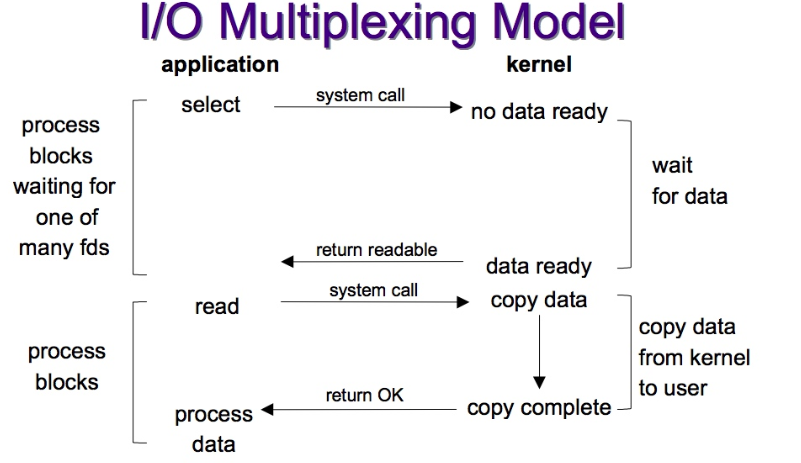 I/O Multiplexing Model
application
kernel
select
system call
no data ready
process
blocks
waiting for
one of
many fds
wait
for data
return readable
data ready
read
system call
copy data
process
blocks
copy data
from kernel
to user
return OK
copy complete
process
data